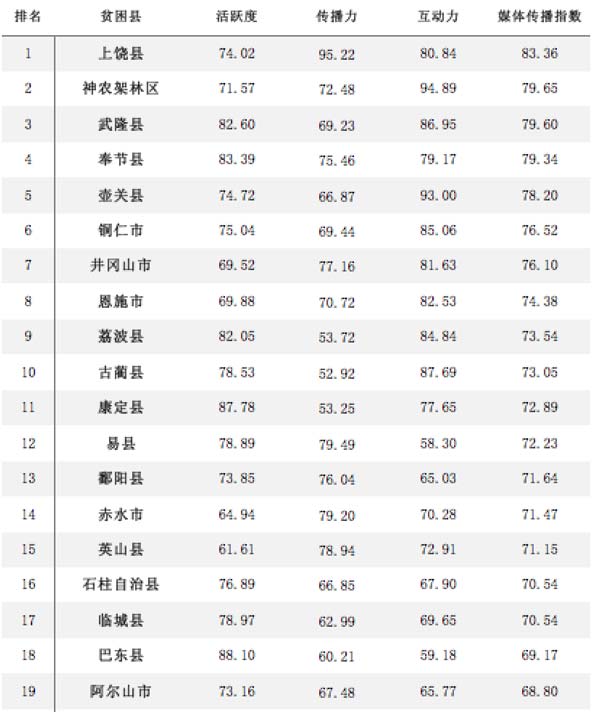 排名 贫困县 活跃度 传播力 互动力 媒体传播指数
1 上饶县 74.02 95.22 80.84 83.36
2 神农架林区 71.57 72.48 94.89 79.65
3 武隆县 82.60 69.23 86.95 79.60
4 奉节县 83.39 75.46 79.17 79.34
5 壶关县 74.72 66.87 93.00 78.20
6 铜仁市 75.04 69.44 85.06 76.52
7 井冈山市 69.52 77.16 81.63 76.10
8 恩施市 69.88 70.72 82.53 74.38
9 荔波县 82.05 53.72 84.84 73.54
10 古蔺县 78.53 52.92 87.69 73.05
11 康定县 87.78 53.25 77.65 72.89
12 易县 78.89 79.49 58.30 72.23
13 鄱阳县 73.85 76.04 65.03 71.64
14 赤水市 64.94 79.20 70.28 71.47
15 英山县 61.61 78.94 72.91 71.15
16 石柱自治县 76.89 66.85 67.90 70.54
17 临城县 78.97 62.99 69.65 70.54
18 巴东县 88.10 60.21 59.18 69.17
19 阿尔山市 73.16 67.48 65.77 68.80